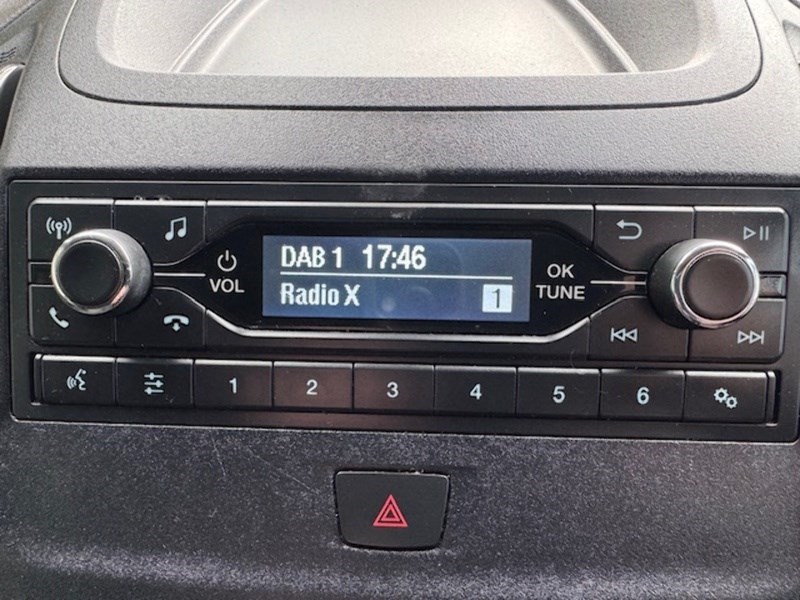 DAB 1 17:46
Radio X 1
VOL
OK
TUNE
1 2 3 4 5 6